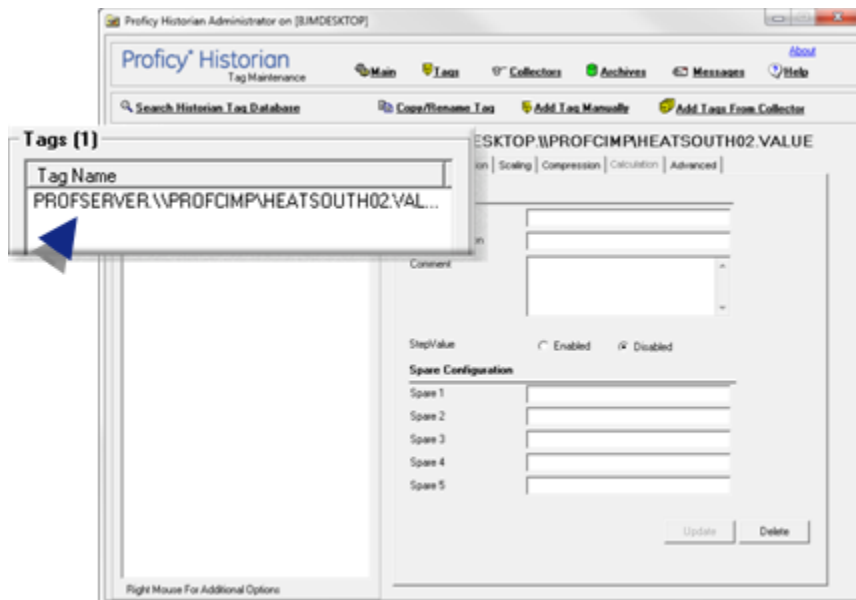 Proficy Historian Administrator on [BJMDESKTOP]
Proficy Historian
Tag Maintenance
Main Tags Collectors Archives Messages Help
About
Search Historian Tag Database Copy/Rename Tag Add Tag Manually Add Tags From Collector
Tags (1)
Tag Name
PROFSERVER.\\PROFCIMP\HEATSOUTH02.VAL...
SKTOP.\\PROFCIMP\HEATSOUTH02.VALUE
Scaling Compression Calculation Advanced
Comment
StepValue Enabled Disabled
Spare Configuration
Spare 1
Spare 2
Spare 3
Spare 4
Spare 5
Update Delete
Right Mouse For Additional Options